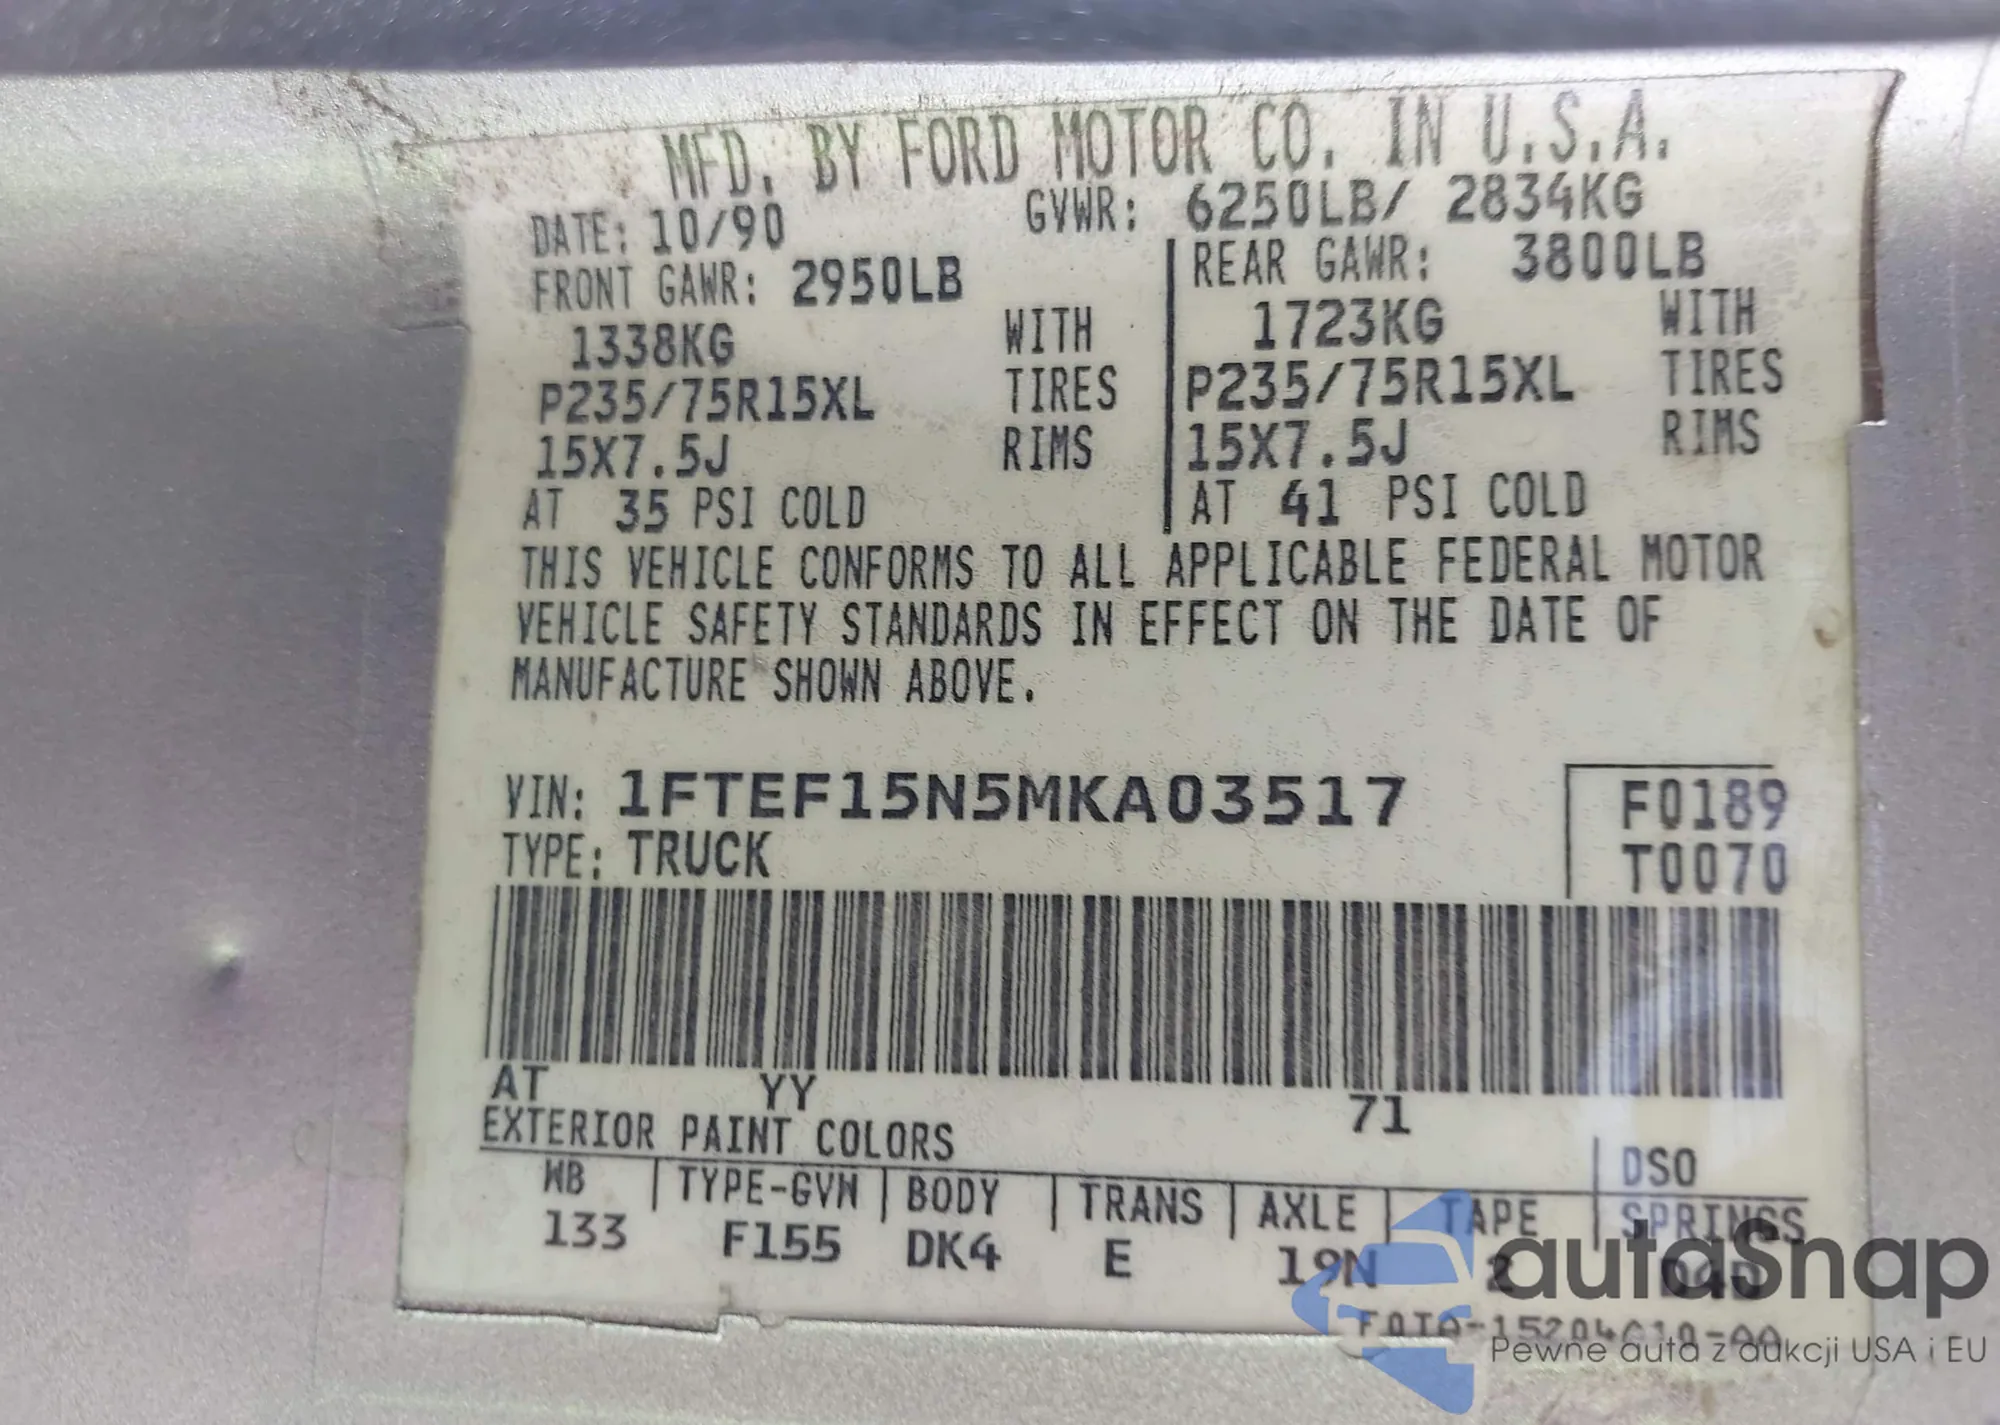 MFD. BY FORD MOTOR CO. IN U.S.A.
DATE: 10/90 GVWR: 6250LB/ 2834KG
FRONT GAWR: 2950LB REAR GAWR: 3800LB
1338KG WITH 1723KG WITH
P235/75R15XL TIRES P235/75R15XL TIRES
15X7.5J RIMS 15X7.5J RIMS
AT 35 PSI COLD AT 41 PSI COLD
THIS VEHICLE CONFORMS TO ALL APPLICABLE FEDERAL MOTOR
VEHICLE SAFETY STANDARDS IN EFFECT ON THE DATE OF
MANUFACTURE SHOWN ABOVE.
VIN: 1FTEF15N5MKA03517 F0189
TYPE: TRUCK T0070
AT YY 71
EXTERIOR PAINT COLORS DSO
WB TYPE-GVW BODY TRANS AXLE TAPE SPRINGS
133 F155 DK4 E 19N 2 D4D
autoSnap
Pewne auta z aukcji USA i EU